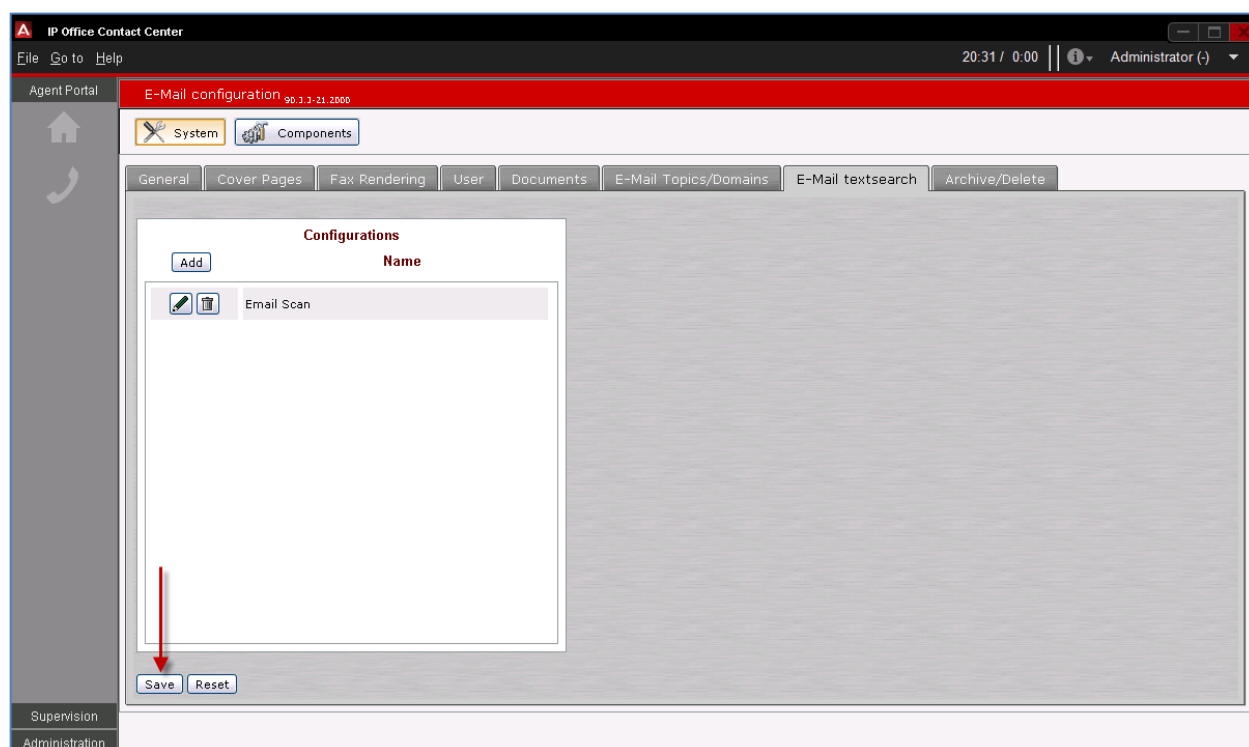 IP Office Contact Center
File Go to Help
20:31 / 0:00 Administrator (-)
Agent Portal
E-Mail configuration 90.3.3-21.2000
System Components
General Cover Pages Fax Rendering User Documents E-Mail Topics/Domains E-Mail textsearch Archive/Delete
Configurations
Add Name
Email Scan
Save Reset
Supervision
Administration